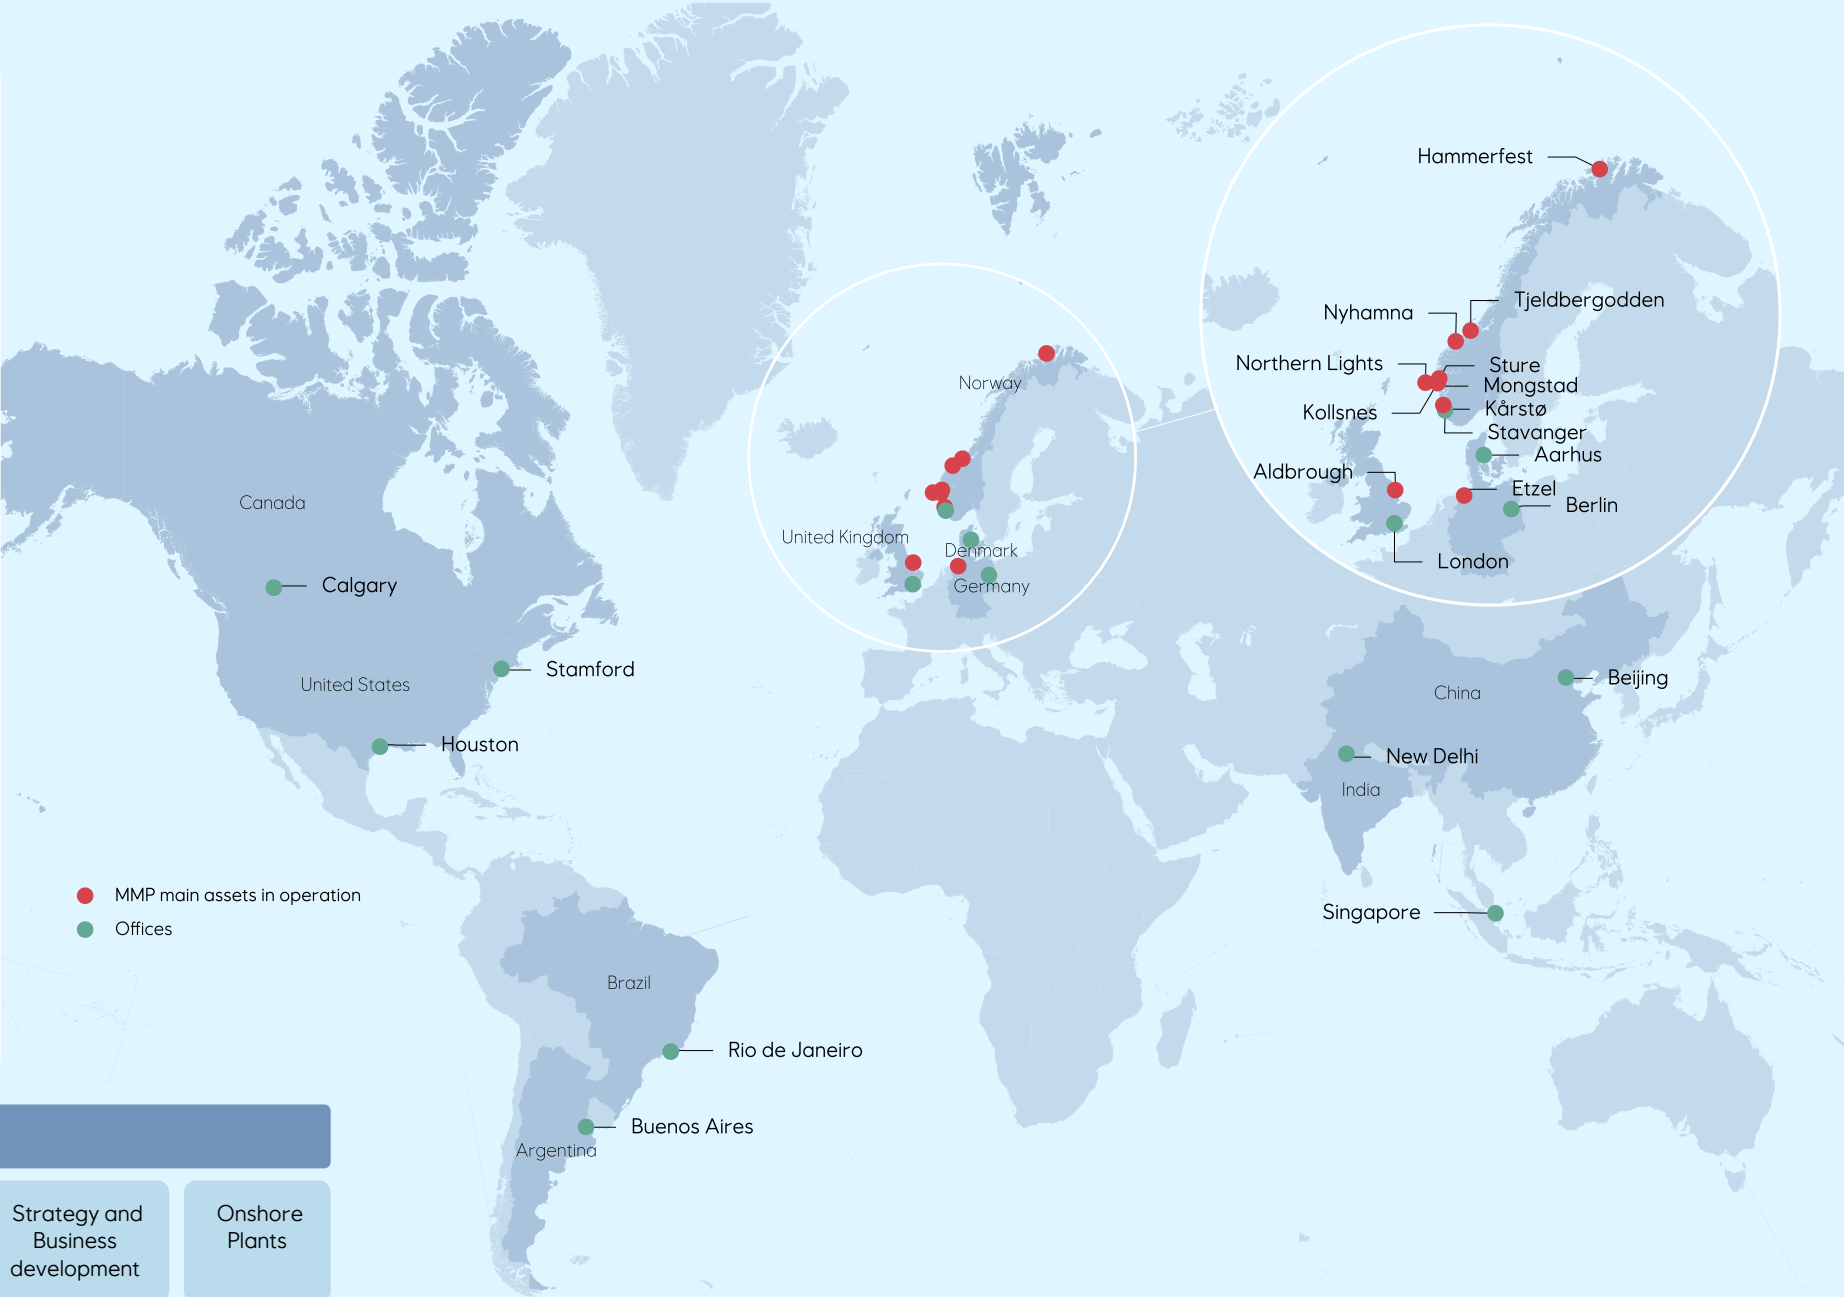 Hammerfest
Tjeldbergodden
Nyhamna
Northern Lights
Sture
Mongstad
Kollsnes
Kårstø
Stavanger
Aarhus
Aldbrough
Etzel
Berlin
London
Norway
United Kingdom
Denmark
Germany
Canada
Calgary
United States
Stamford
Houston
China
Beijing
New Delhi
India
Singapore
MMP main assets in operation
Offices
Brazil
Rio de Janeiro
Buenos Aires
Argentina
Strategy and
Business
development
Onshore
Plants